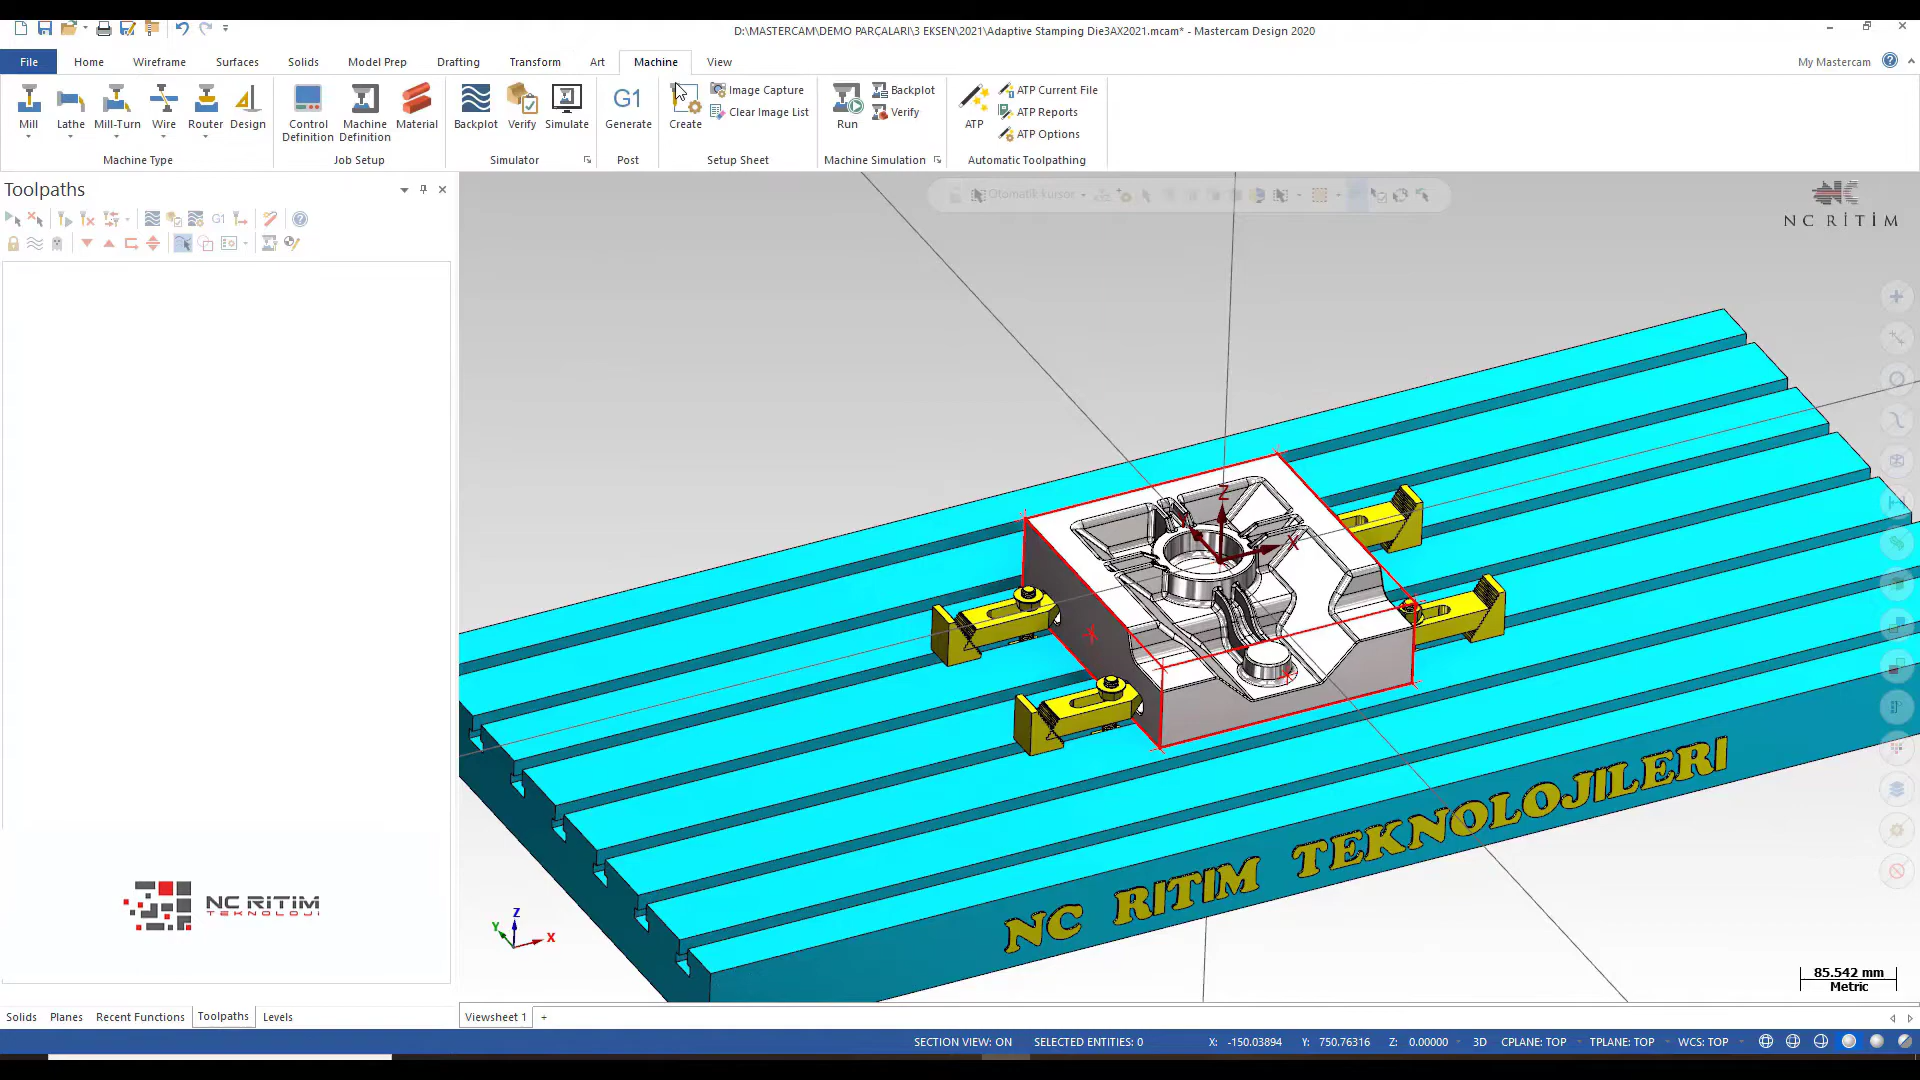 D:\MASTERCAM\DEMO PARÇALARI\3 EKSEN\2021\Adaptive Stamping Die3AX2021.mcam* - Mastercam Design 2020
File Home Wireframe Surfaces Solids Model Prep Drafting Transform Art Machine View My Mastercam
Mill Lathe Mill-Turn Wire Router Design
Machine Type
Control Definition Machine Definition Material
Job Setup
Backplot Verify Simulate
Simulator
G1 Generate
Post
Create Image Capture
Clear Image List
Setup Sheet
Run Backplot
Verify
Machine Simulation
ATP ATP Current File
ATP Reports
ATP Options
Automatic Toolpathing
Toolpaths
G1
Otomatik kursor
NC RİTİM
Z
X
NC RITIM TEKNOLOJILERI
NC RİTİM
TEKNOLOJİ
Z
Y
X
85.542 mm
Metric
Solids Planes Recent Functions Toolpaths Levels
Viewsheet 1 +
SECTION VIEW: ON SELECTED ENTITIES: 0 X: -150.03894 Y: 750.76316 Z: 0.00000 3D CPLANE: TOP TPLANE: TOP WCS: TOP